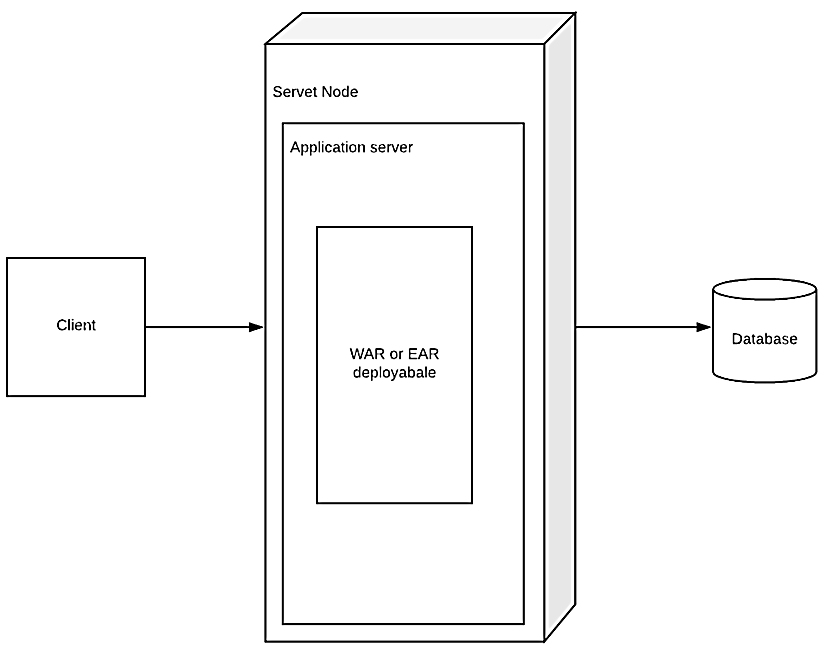 Servet Node
Application server
Client
WAR or EAR
deployabale
Database